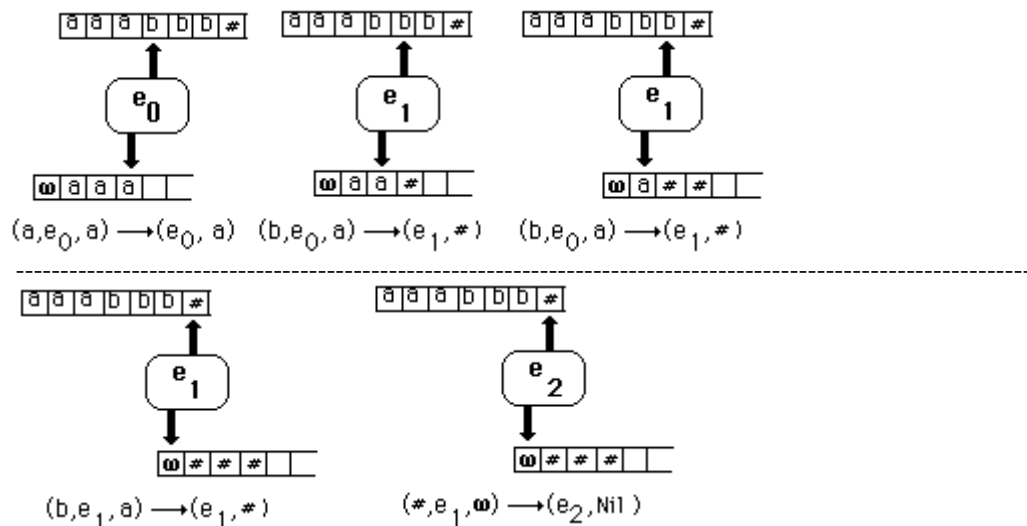 a a a b b b #
a a a b b b #
a a a b b b #
e0
e1
e1
ω a a a
ω a a #
ω a # #
(a,e0, a) → (e0, a)
(b,e0, a) → (e1, #)
(b,e0, a) → (e1, #)
a a a b b b #
a a a b b b #
e1
e2
ω # # #
ω # # #
(b,e1, a) → (e1, #)
(#,e1, ω) → (e2, Nil )